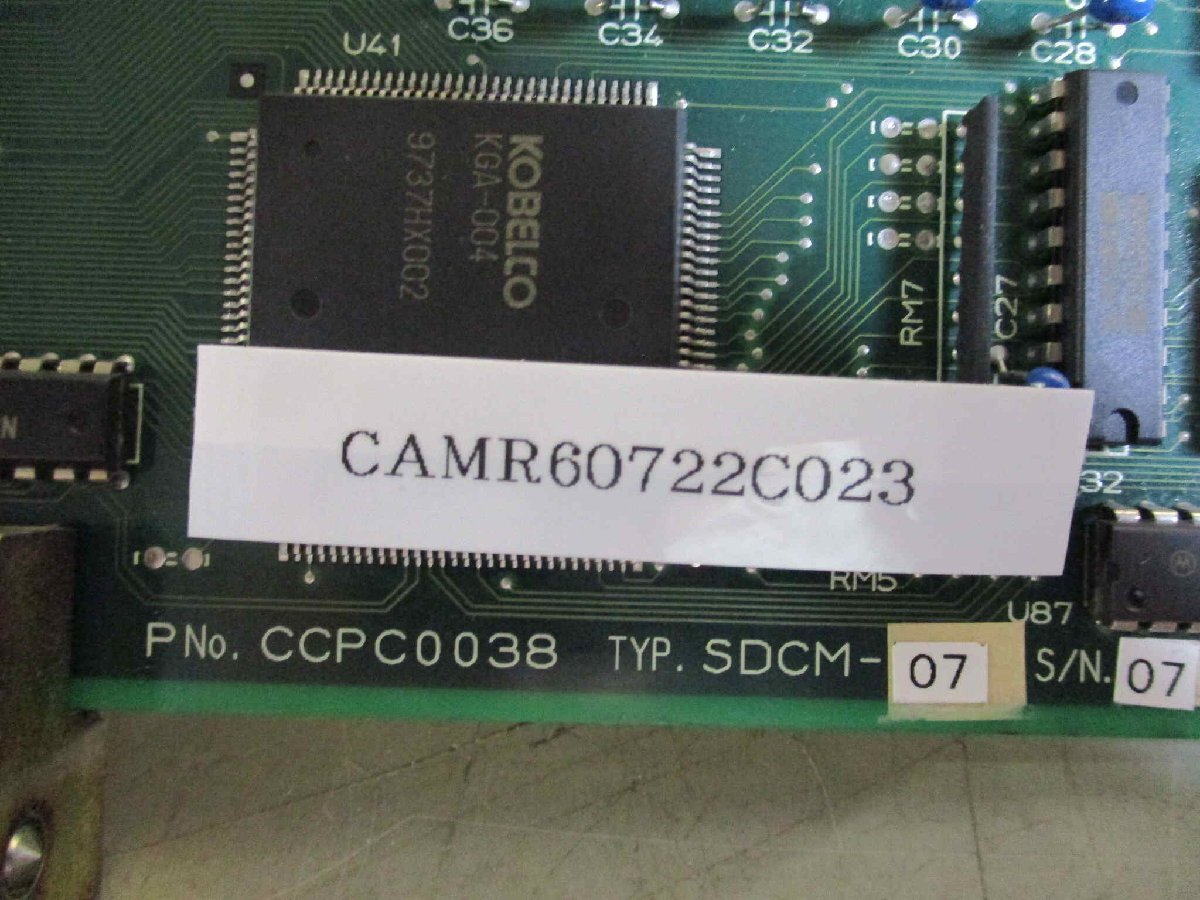 C36
C34
C32
C30
C28
U41
KOBELCO
KGA-004
9737HX002
RM7
C27
N
CAMR60722C023
32
RM5
U87
PNo. CCPC0038 TYP. SDCM-07 S/N. 07